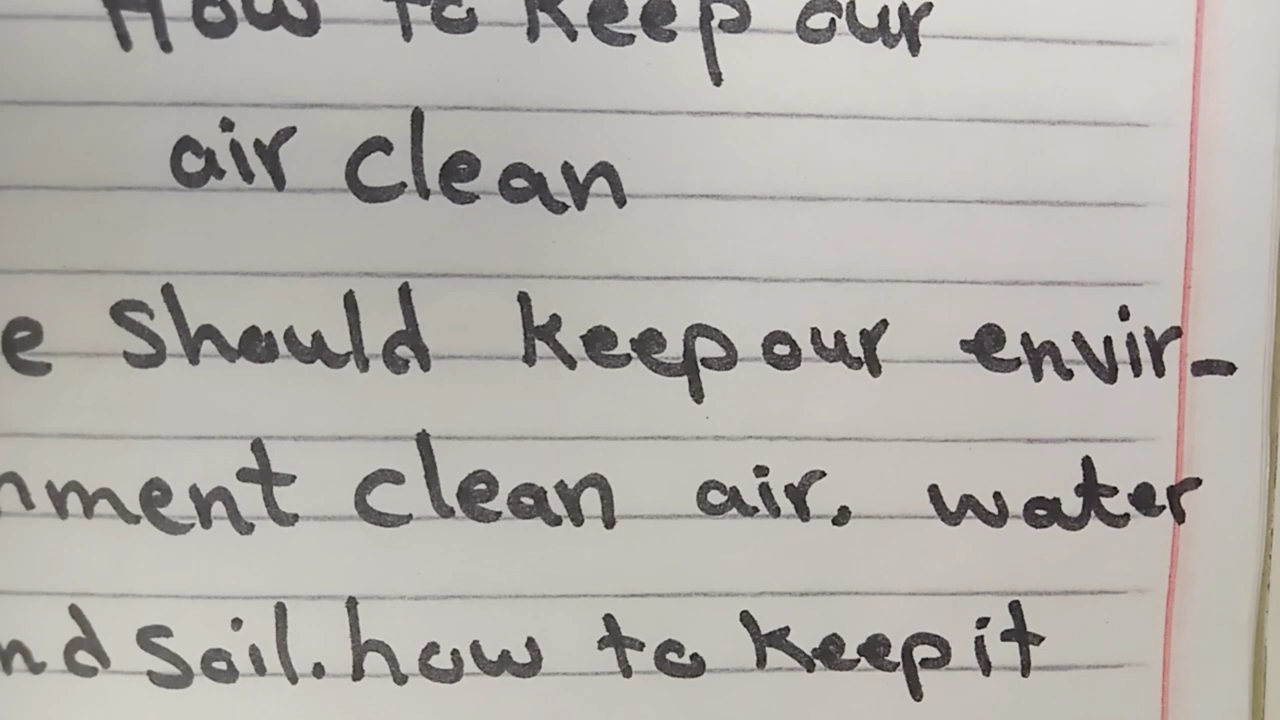 How to keep our
air clean
e should keep our envir-
nment clean air. water
nd soil. how to keep it